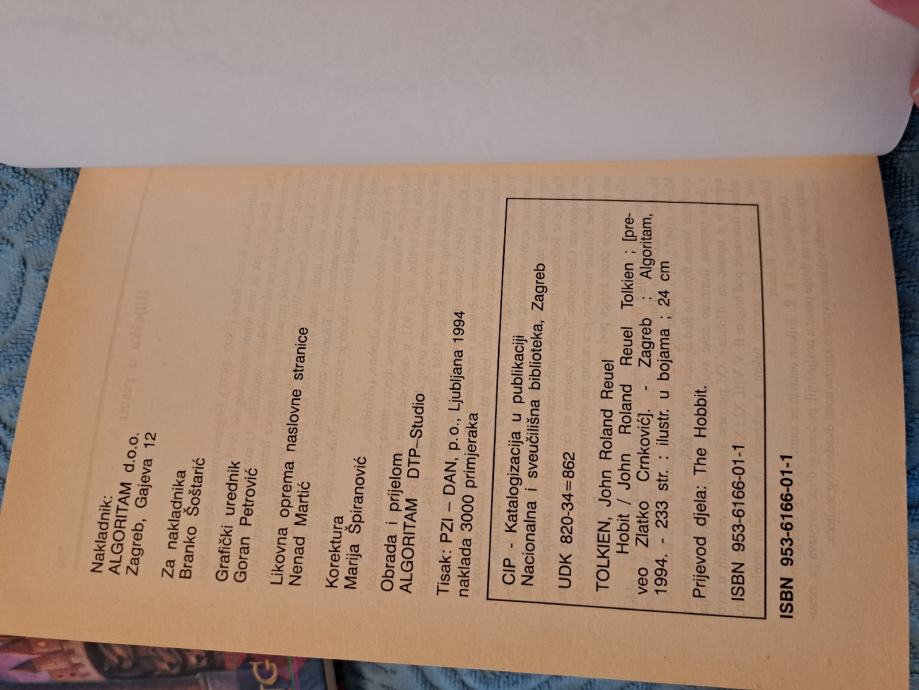 Nakladnik:
ALGORITAM d.o.o.
Zagreb, Gajeva 12
Za nakladnika
Branko Šoštarić
Grafički urednik
Goran Petrović
Likovna oprema naslovne stranice
Nenad Martić
Korektura
Marija Špiranović
Obrada i prijelom
ALGORITAM DTP–Studio
Tisak: PZI – DAN, p.o., Ljubljana 1994
naklada 3000 primjeraka
CIP - Katalogizacija u publikaciji
Nacionalna i sveučilišna biblioteka, Zagreb
UDK 820-34=862
TOLKIEN, John Roland Reuel
Hobit / John Roland Reuel Tolkien ; [pre-
veo Zlatko Crnković]. - Zagreb : Algoritam,
1994. - 233 str. : ilustr. u bojama ; 24 cm
Prijevod djela: The Hobbit.
ISBN 953-6166-01-1
ISBN 953-6166-01-1